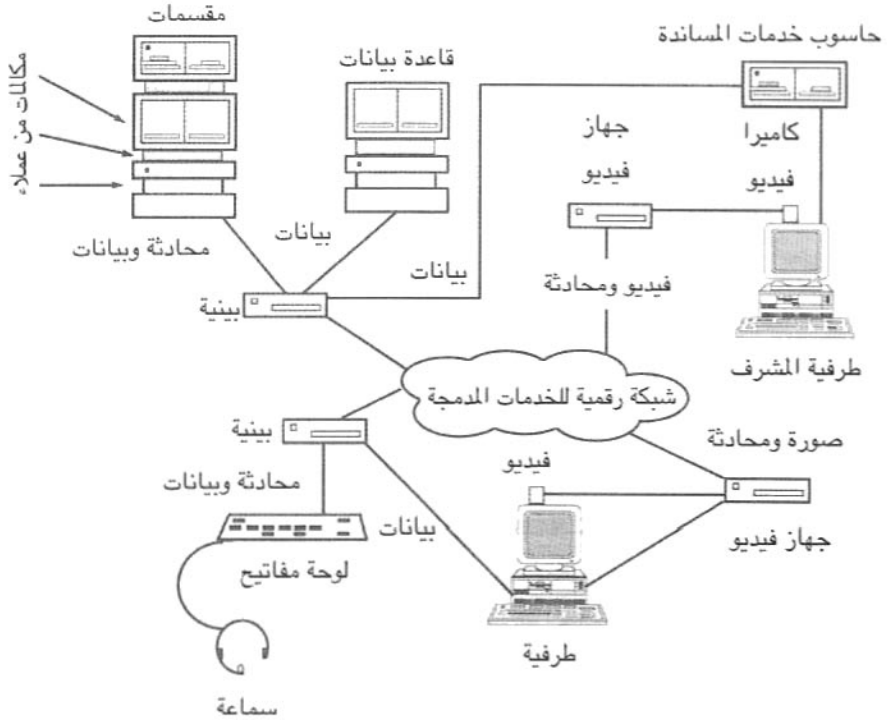 مقسمات
حاسوب خدمات المساندة
قاعدة بيانات
مكالمات من عملاء
جهاز
فيديو
كاميرا
فيديو
محادثة وبيانات
بيانات
بيانات
فيديو ومحادثة
بينية
طرفية المشرف
شبكة رقمية للخدمات المدمجة
بينية
صورة ومحادثة
فيديو
محادثة وبيانات
بيانات
جهاز فيديو
لوحة مفاتيح
طرفية
سماعة